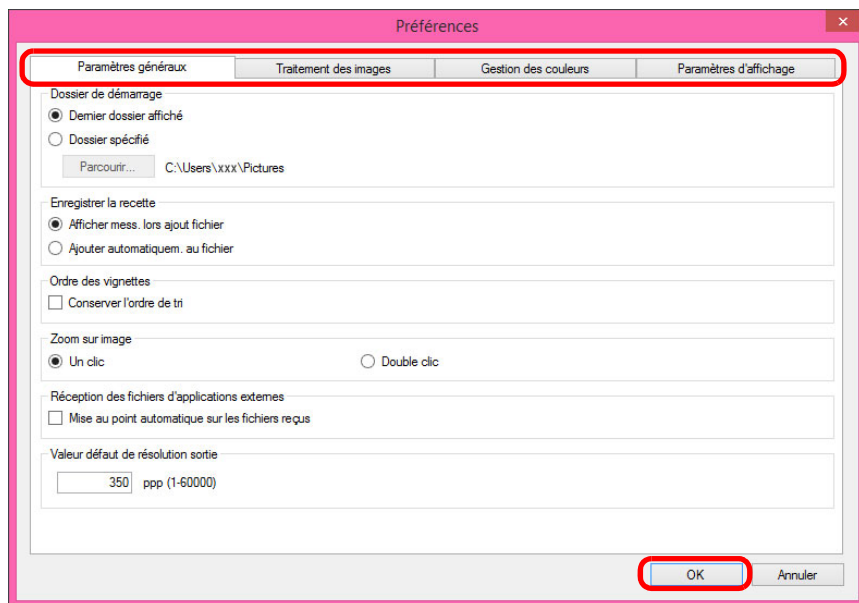 Préférences
Paramètres généraux Traitement des images Gestion des couleurs Paramètres d'affichage
Dossier de démarrage
Dernier dossier affiché
Dossier spécifié
Parcourir... C:\Users\xxx\Pictures
Enregistrer la recette
Afficher mess. lors ajout fichier
Ajouter automatiquem. au fichier
Ordre des vignettes
Conserver l'ordre de tri
Zoom sur image
Un clic Double clic
Réception des fichiers d'applications externes
Mise au point automatique sur les fichiers reçus
Valeur défaut de résolution sortie
350 ppp (1-60000)
OK Annuler